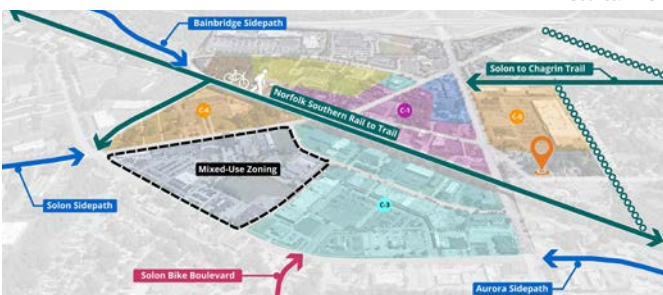 Bainbridge Sidepath
Solon to Chagrin Trail
Norfolk Southern Rail to Trail
C-4
C-1
Mixed-Use Zoning
C-3
Solon Sidepath
Solon Bike Boulevard
Aurora Sidepath